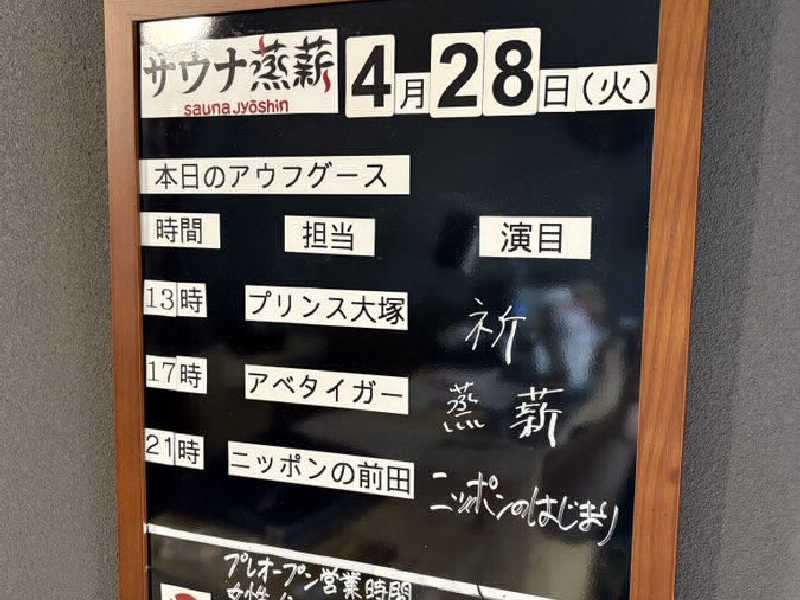 サウナ蒸薪
sauna Jyōshin
4月28日(火)
本日のアウフグース
時間 担当 演目
13時 プリンス大塚 祈
17時 アベタイガー 蒸薪
21時 ニッポンの前田 ニッポンのはじまり
プレオープン営業時間